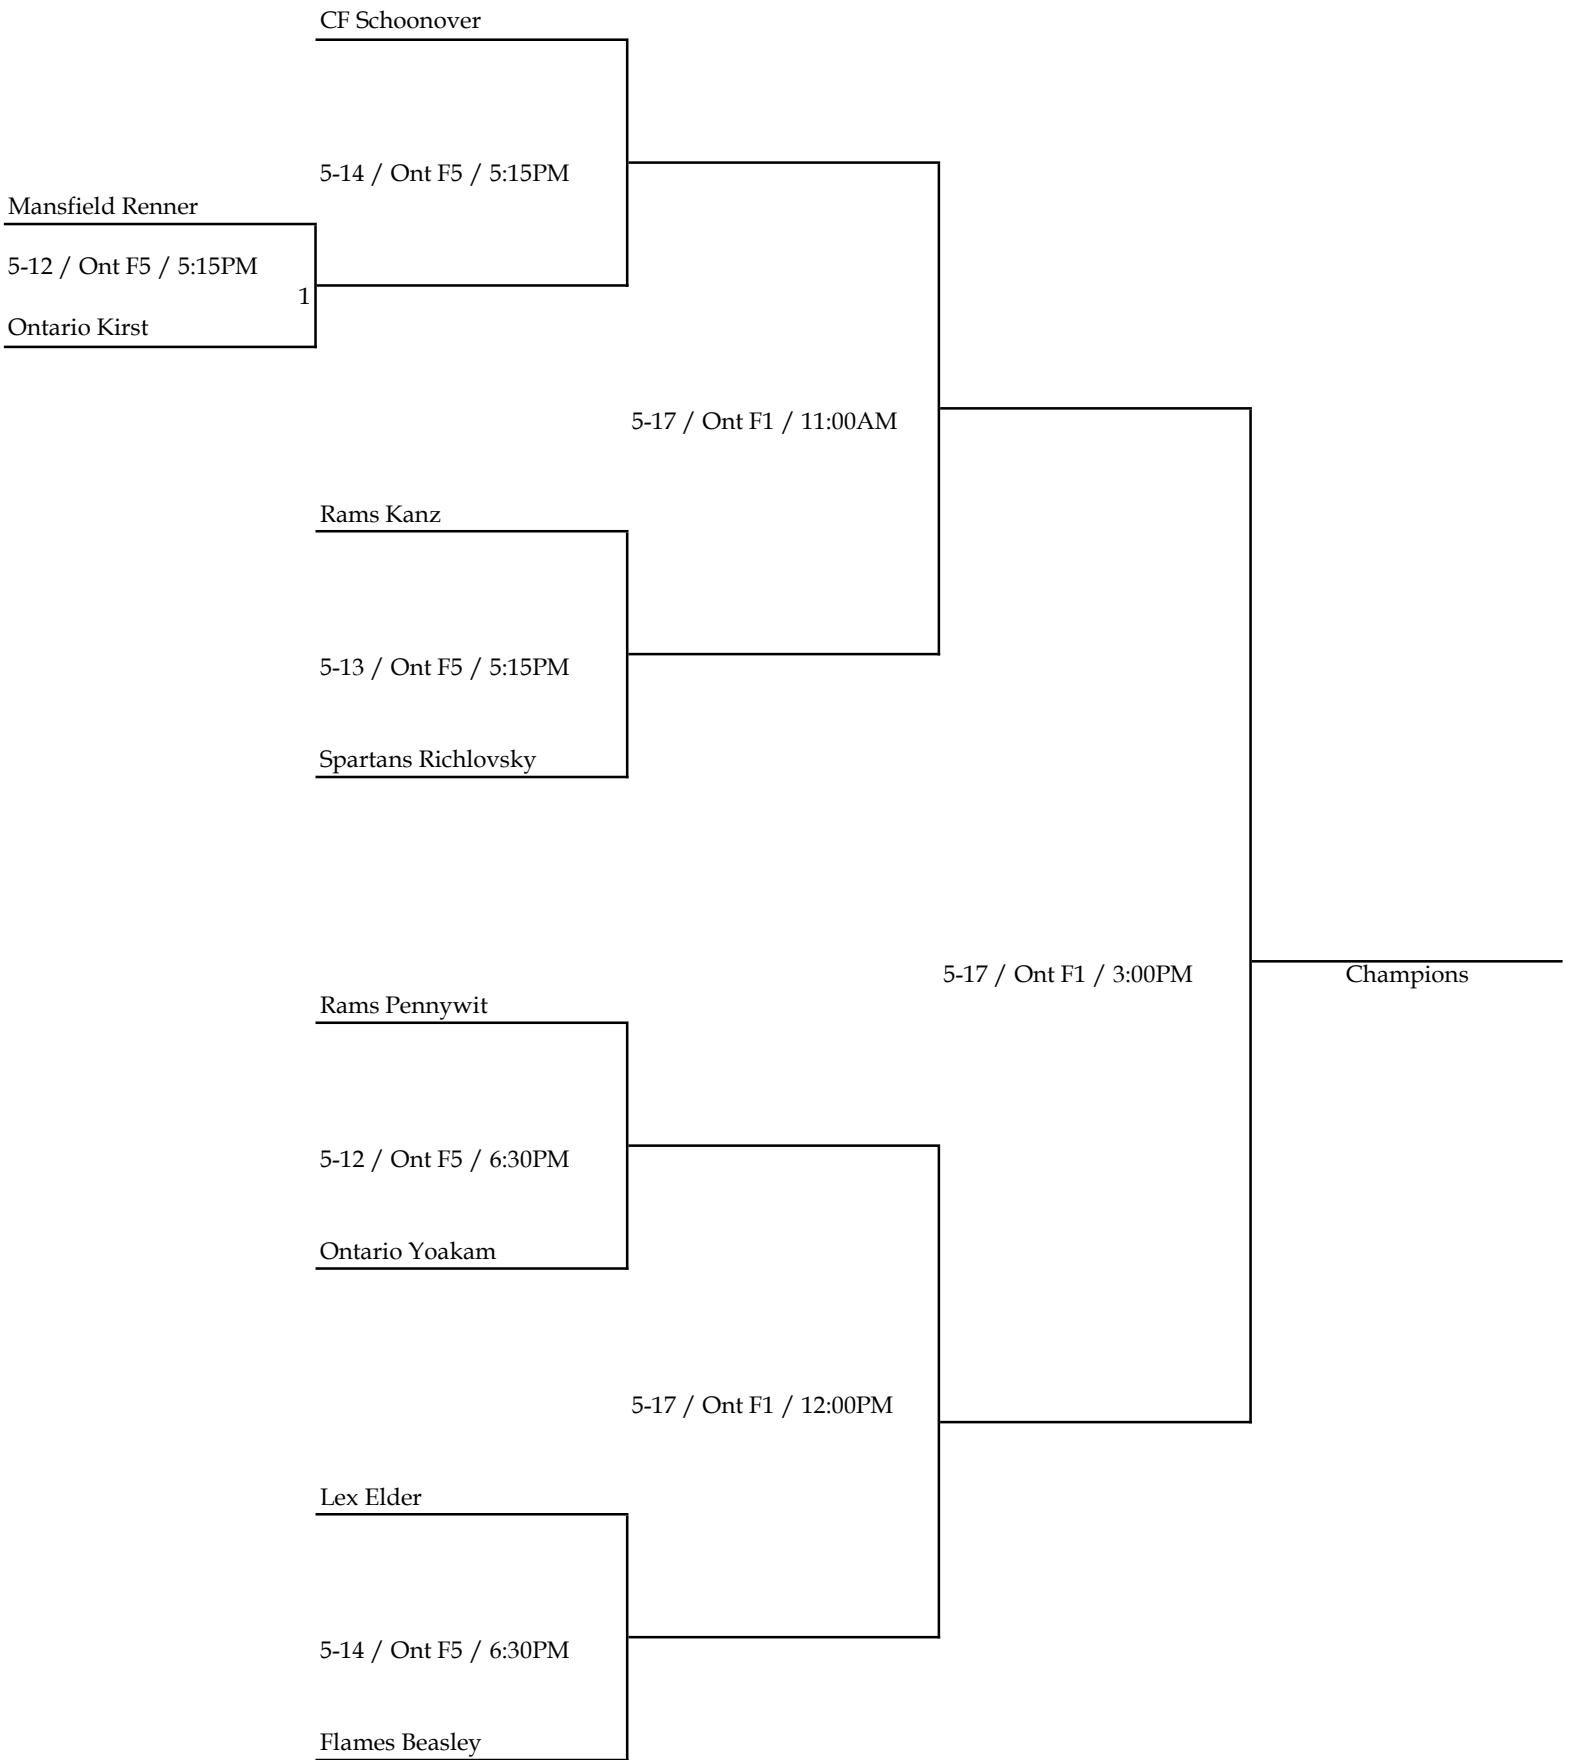 CF Schoonover
5-14 / Ont F5 / 5:15PM
Mansfield Renner
5-12 / Ont F5 / 5:15PM
1
Ontario Kirst
5-17 / Ont F1 / 11:00AM
Rams Kanz
5-13 / Ont F5 / 5:15PM
Spartans Richlovsky
5-17 / Ont F1 / 3:00PM
Champions
Rams Pennywit
5-12 / Ont F5 / 6:30PM
Ontario Yoakam
5-17 / Ont F1 / 12:00PM
Lex Elder
5-14 / Ont F5 / 6:30PM
Flames Beasley